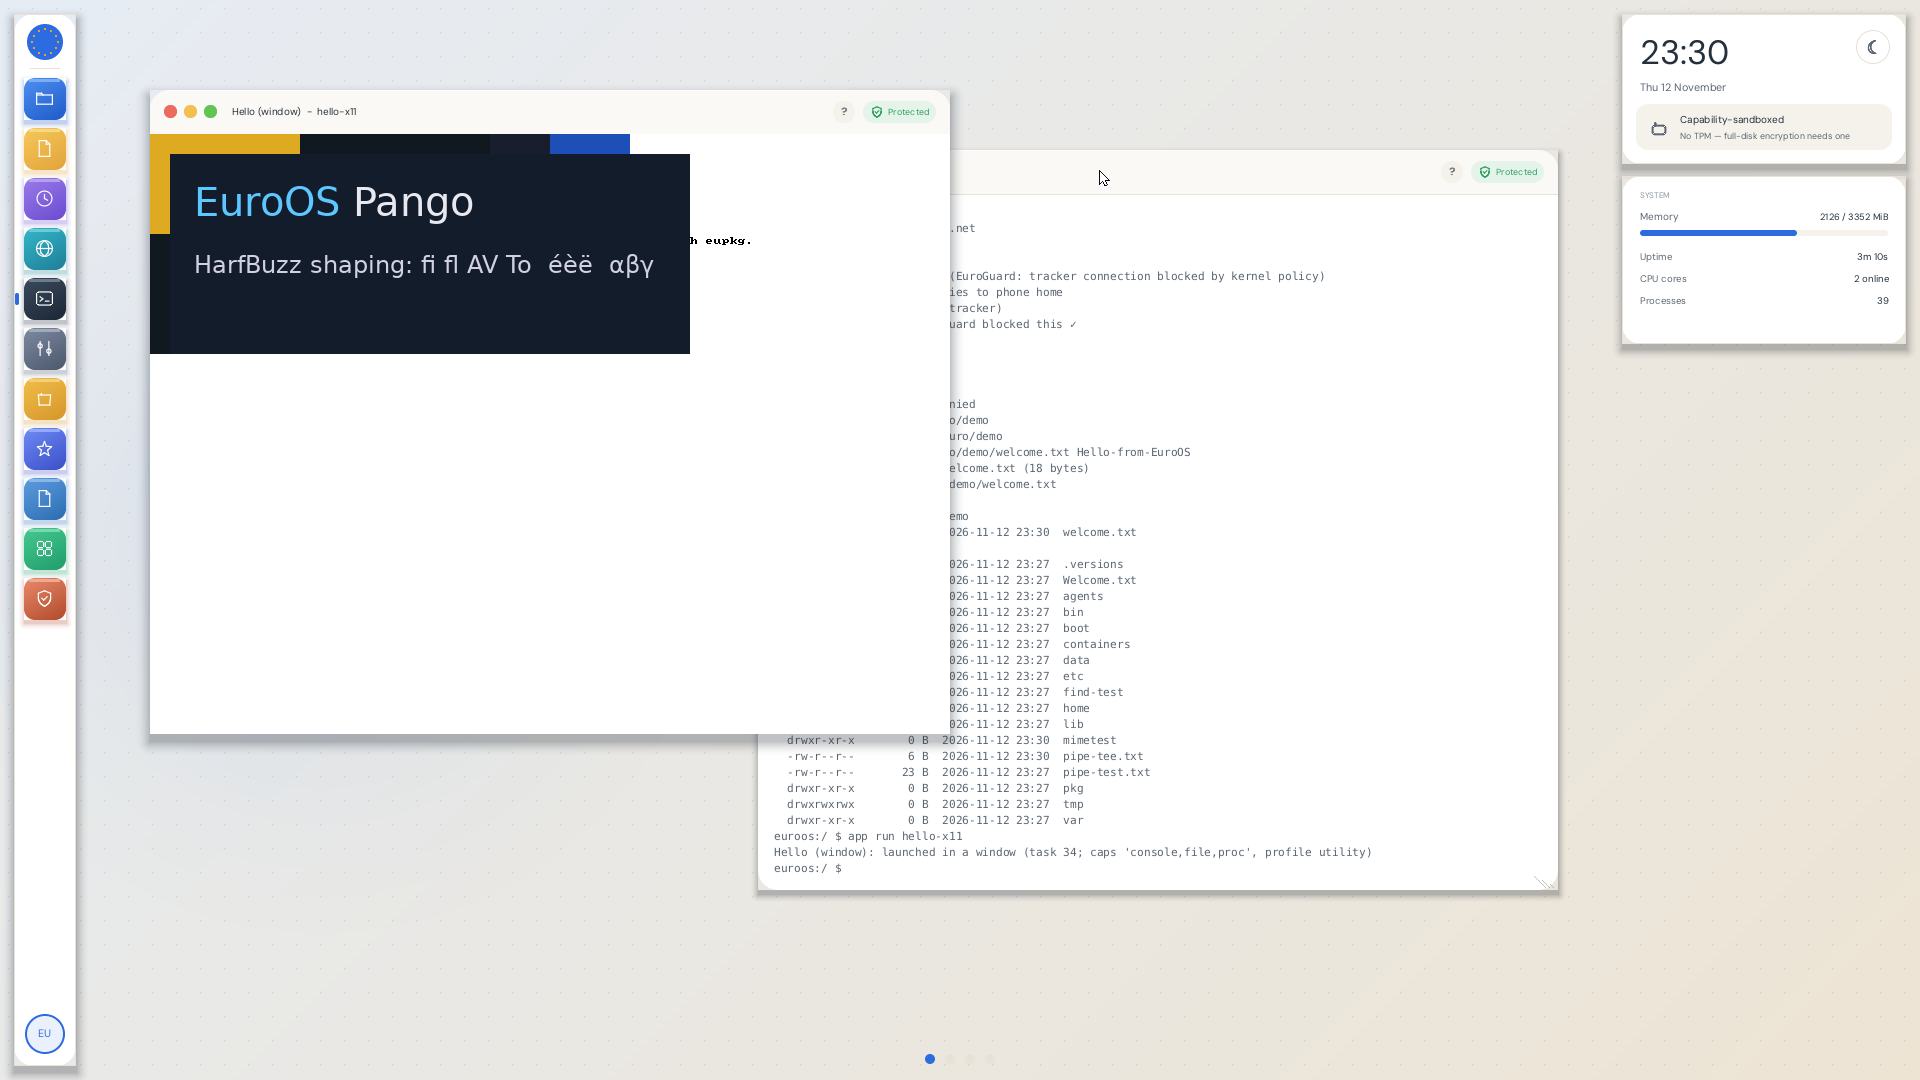 Hello (window) - hello-x11
? Protected
EuroOS Pango
HarfBuzz shaping: fi fl AV To éèë αβγ
h eupkg.
? Protected
.net
(EuroGuard: tracker connection blocked by kernel policy)
ies to phone home
tracker)
uard blocked this ✓
nied
o/demo
uro/demo
o/demo/welcome.txt Hello-from-EuroOS
elcome.txt (18 bytes)
demo/welcome.txt
emo
026-11-12 23:30 welcome.txt
026-11-12 23:27 .versions
026-11-12 23:27 Welcome.txt
026-11-12 23:27 agents
026-11-12 23:27 bin
026-11-12 23:27 boot
026-11-12 23:27 containers
026-11-12 23:27 data
026-11-12 23:27 etc
026-11-12 23:27 find-test
026-11-12 23:27 home
026-11-12 23:27 lib
drwxr-xr-x 0 B 2026-11-12 23:30 mimetest
-rw-r--r-- 6 B 2026-11-12 23:30 pipe-tee.txt
-rw-r--r-- 23 B 2026-11-12 23:27 pipe-test.txt
drwxr-xr-x 0 B 2026-11-12 23:27 pkg
drwxrwxrwx 0 B 2026-11-12 23:27 tmp
drwxr-xr-x 0 B 2026-11-12 23:27 var
euroos:/ $ app run hello-x11
Hello (window): launched in a window (task 34; caps 'console,file,proc', profile utility)
euroos:/ $
23:30
Thu 12 November
Capability-sandboxed
No TPM — full-disk encryption needs one
SYSTEM
Memory 2126 / 3352 MiB
Uptime 3m 10s
CPU cores 2 online
Processes 39
EU